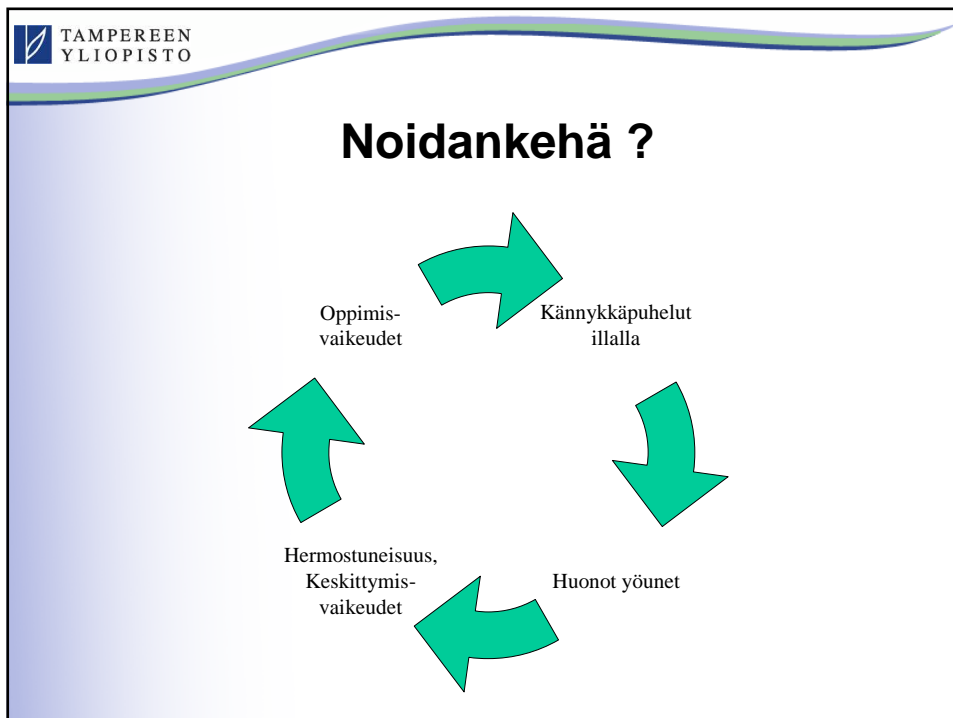 TAMPEREEN
YLIOPISTO
Noidankehä ?
Oppimis-
vaikeudet
Kännykkäpuhelut
illalla
Hermostuneisuus,
Keskittymis-
vaikeudet
Huonot yöunet